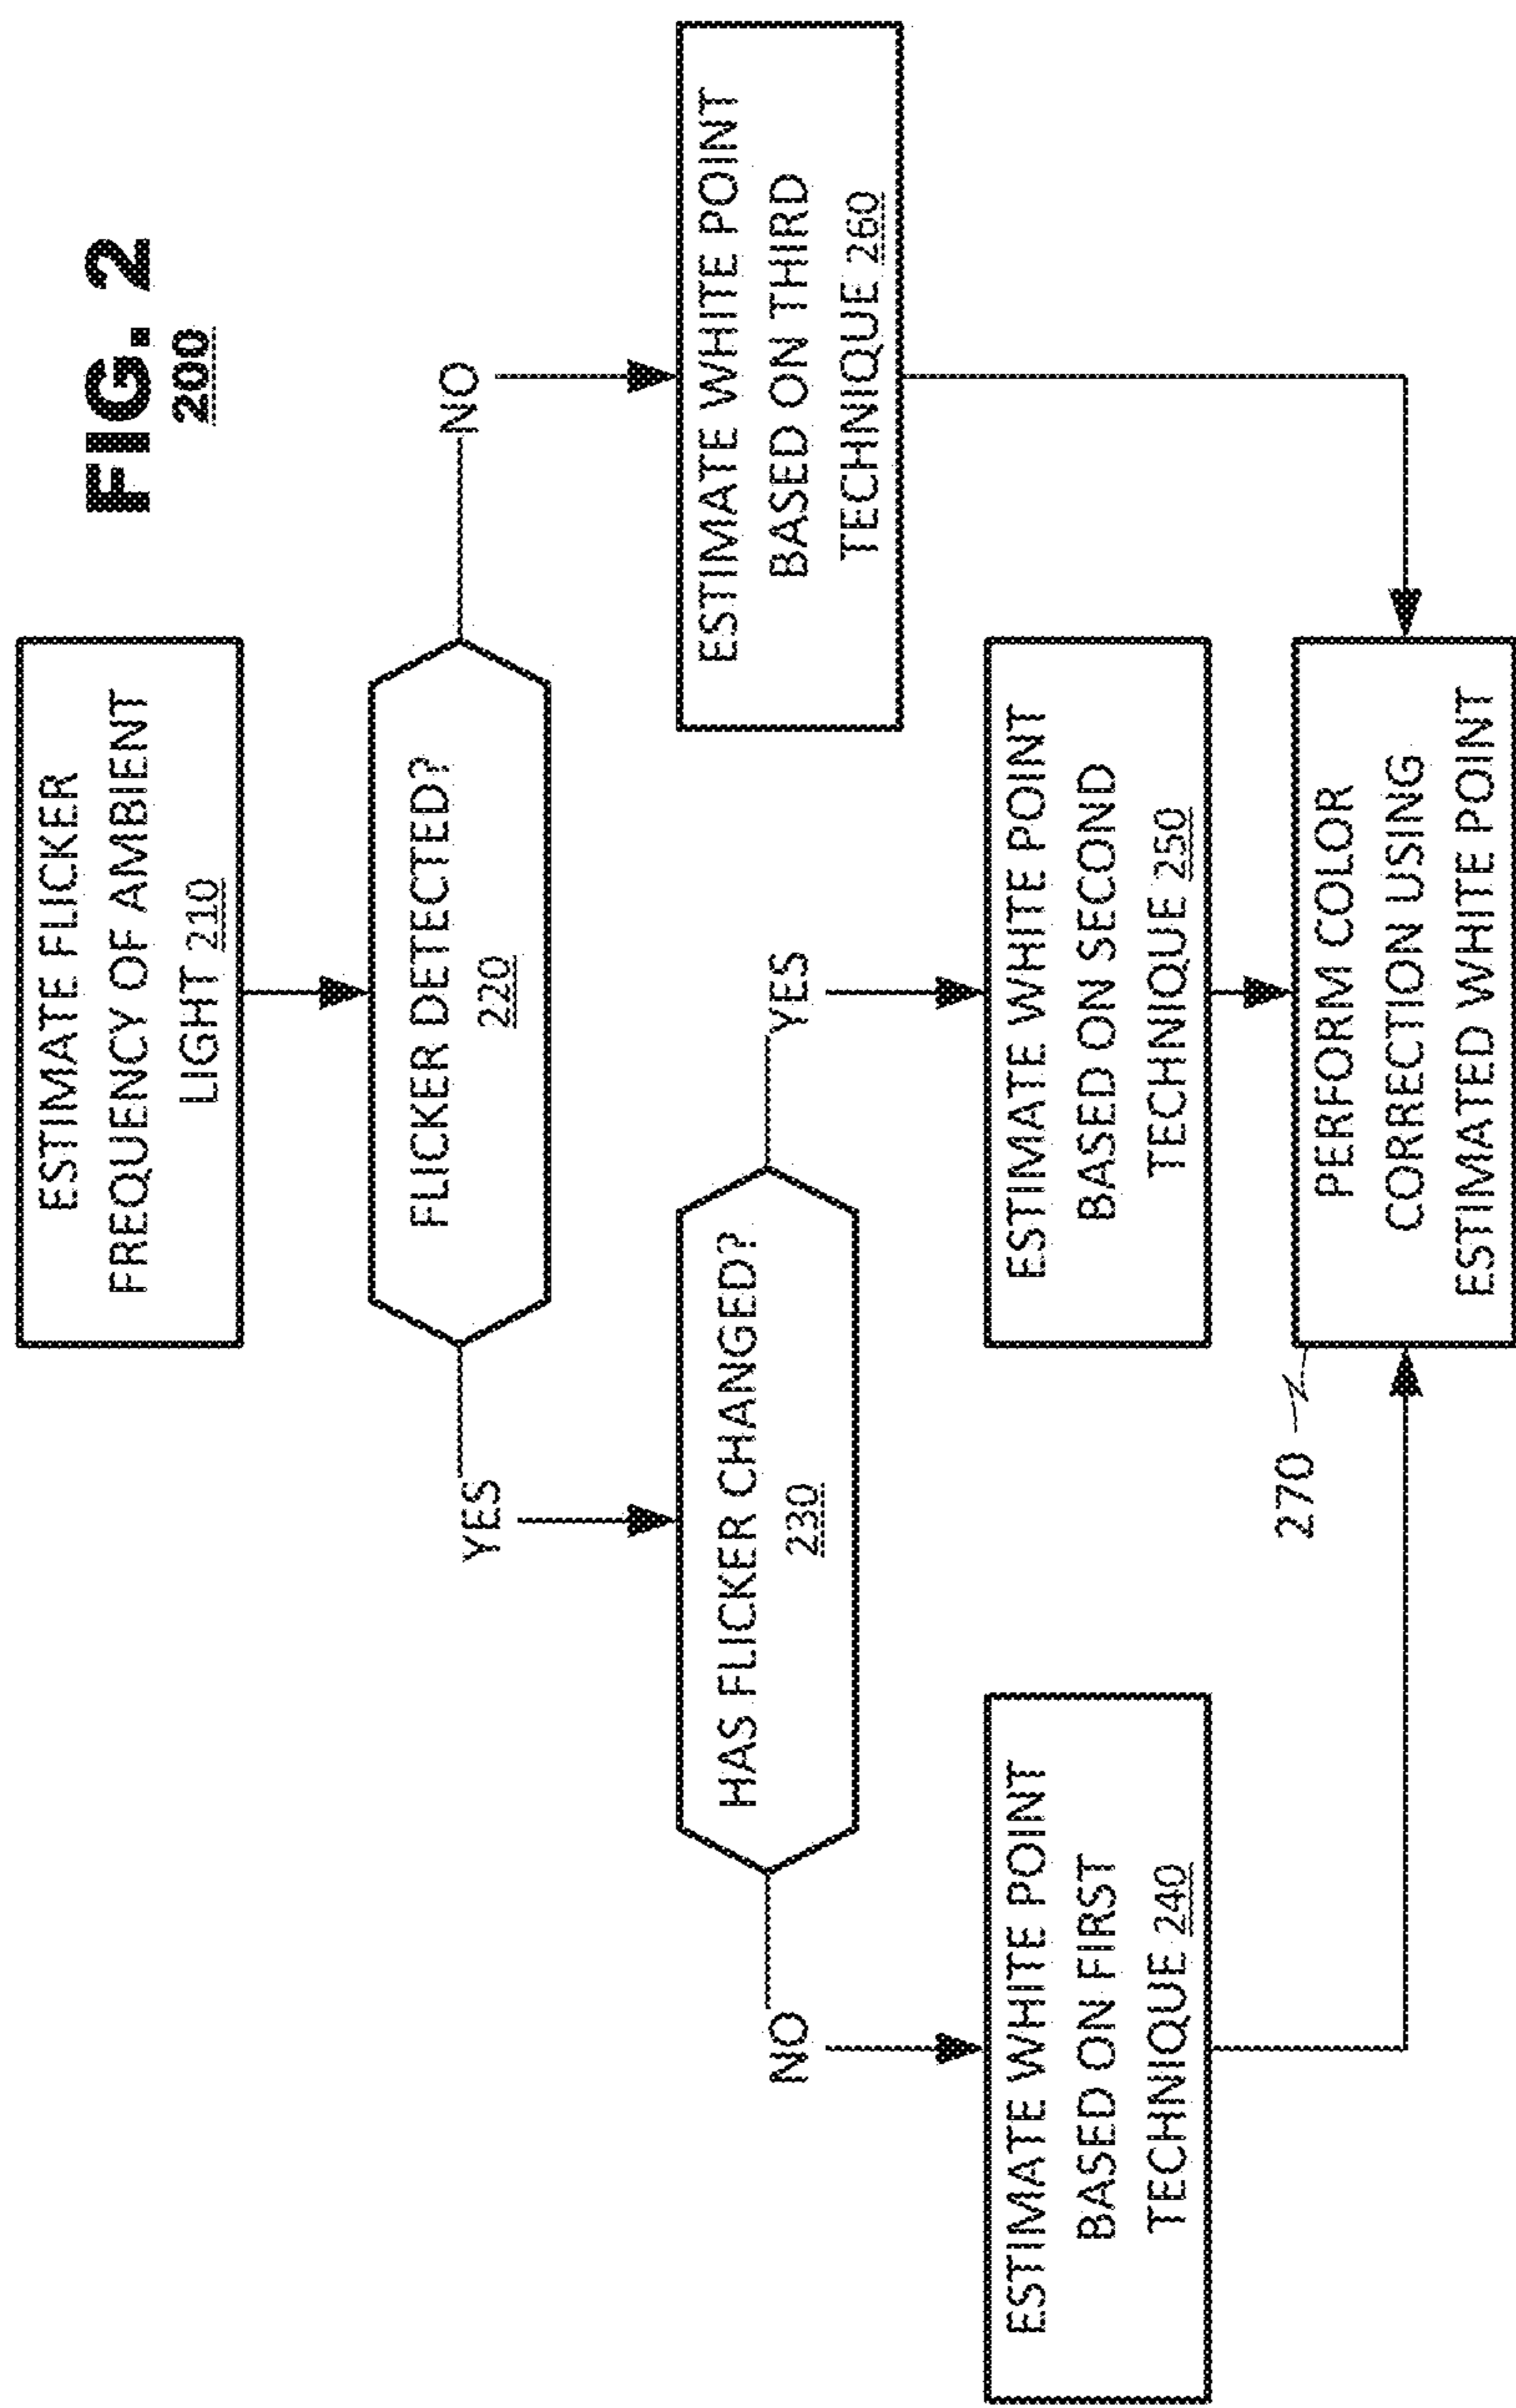 FIG. 2
200
ESTIMATE FLICKER
FREQUENCY OF AMBIENT
LIGHT 210
FLICKER DETECTED?
220
YES
NO
HAS FLICKER CHANGED?
230
ESTIMATE WHITE POINT
BASED ON THIRD
TECHNIQUE 260
NO
YES
ESTIMATE WHITE POINT
BASED ON FIRST
TECHNIQUE 240
ESTIMATE WHITE POINT
BASED ON SECOND
TECHNIQUE 250
270
PERFORM COLOR
CORRECTION USING
ESTIMATED WHITE POINT